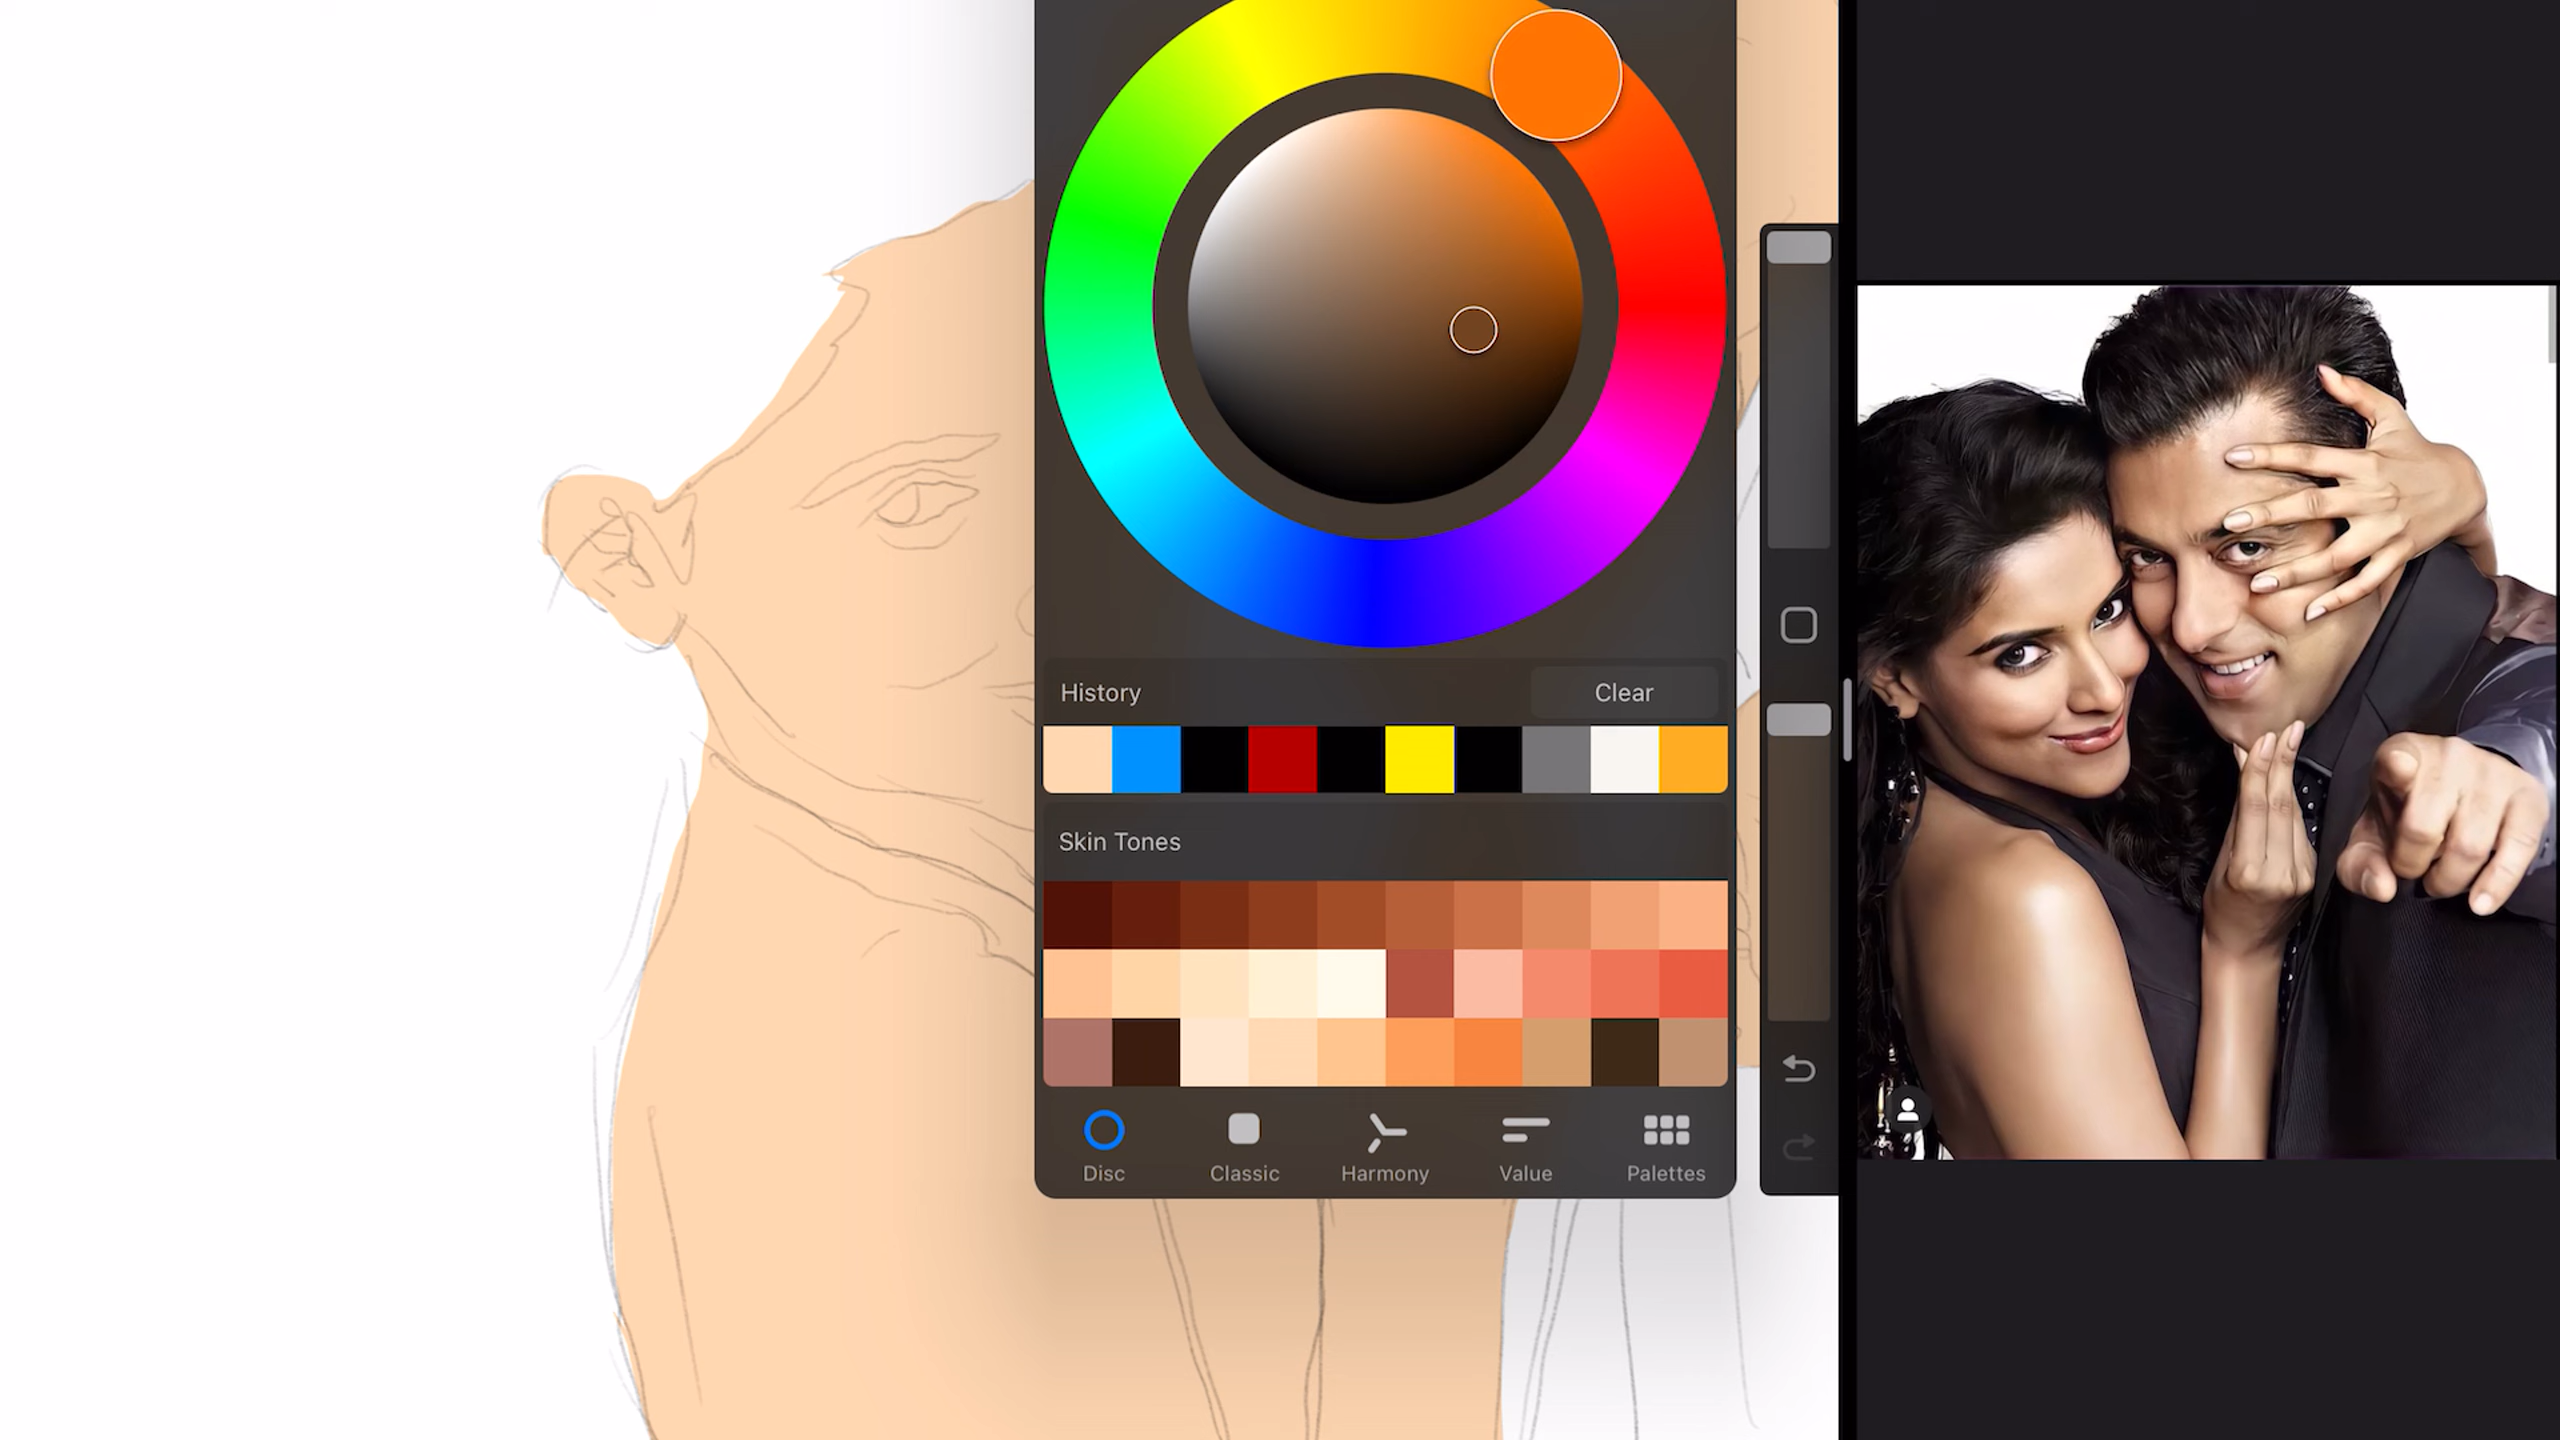 History
Clear
Skin Tones
Disc
Classic
Harmony
Value
Palettes